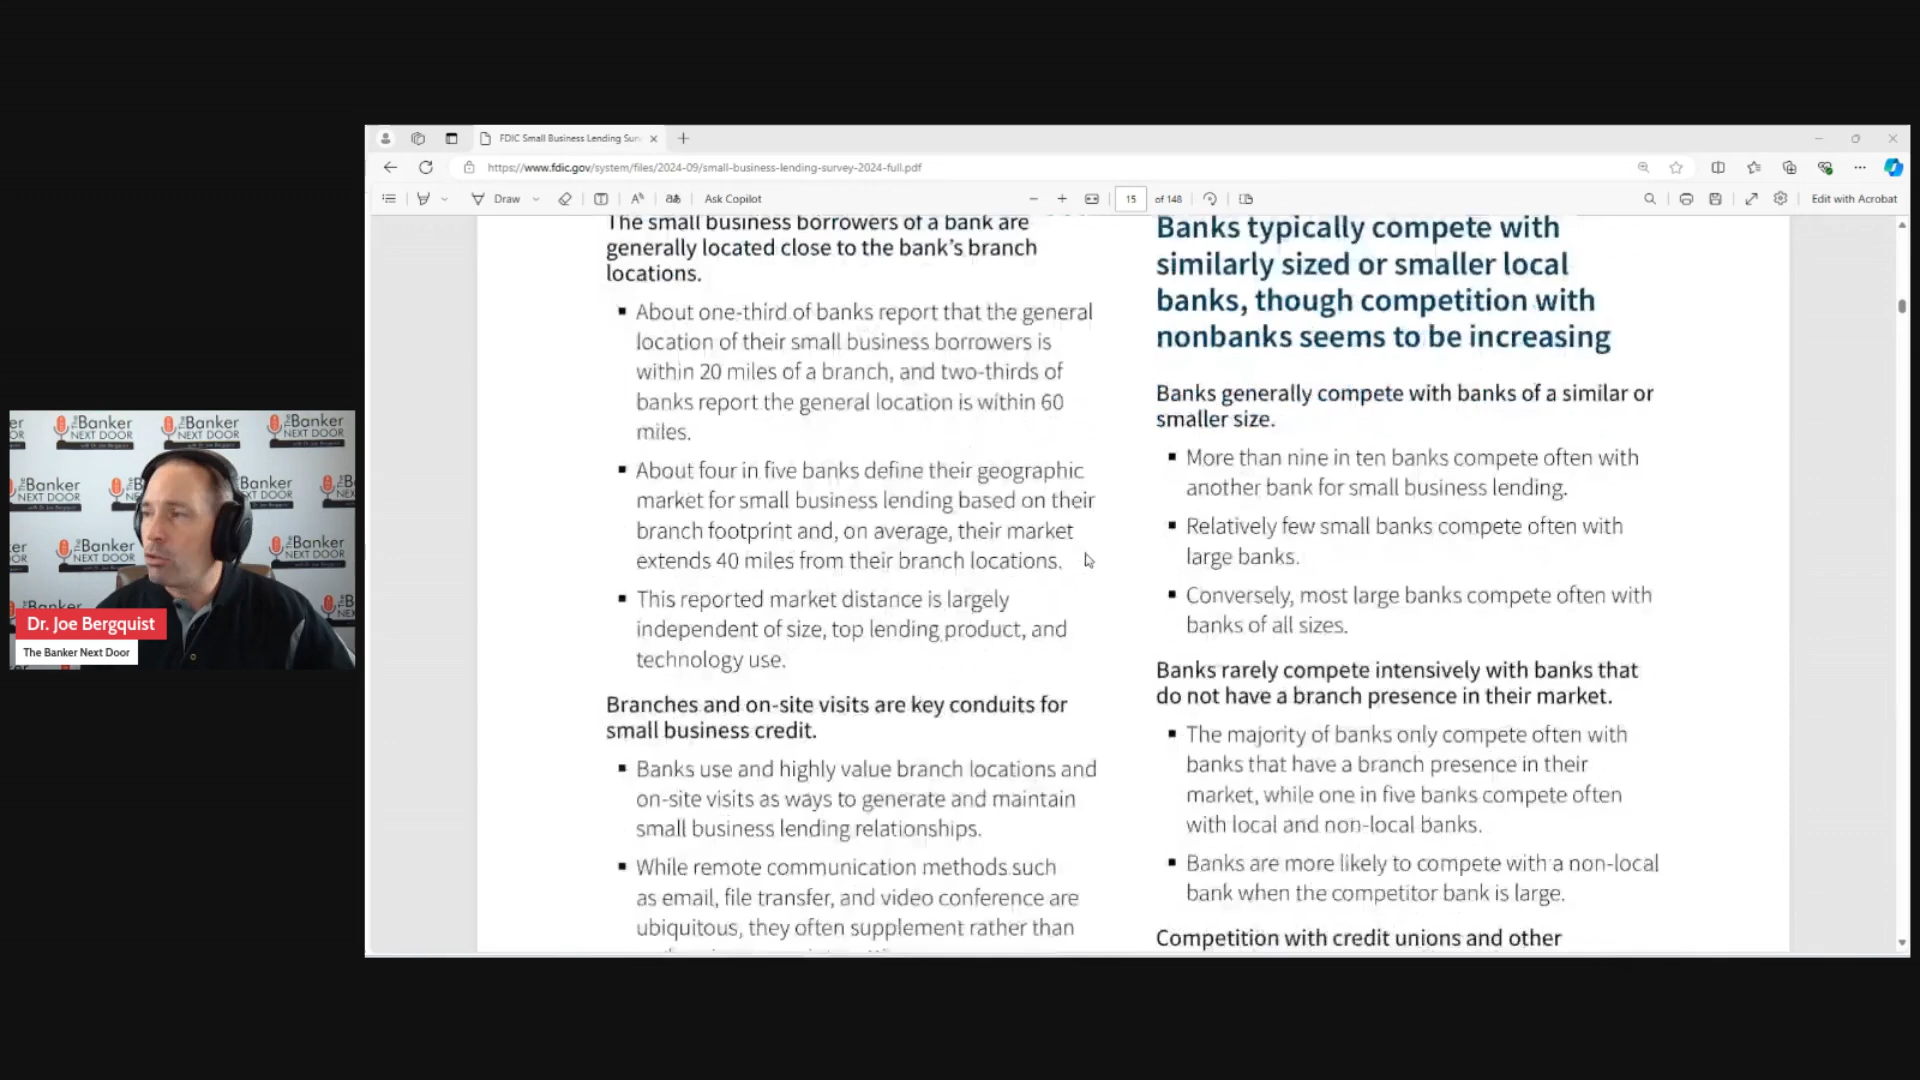 FDIC Small Business Lending Sur
https://www.fdic.gov/system/files/2024-09/small-business-lending-survey-2024-full.pdf
Draw
Ask Copilot
15
of 148
Edit with Acrobat
The small business borrowers of a bank are
generally located close to the bank's branch
locations.
▪ About one-third of banks report that the general
location of their small business borrowers is
within 20 miles of a branch, and two-thirds of
banks report the general location is within 60
miles.
▪ About four in five banks define their geographic
market for small business lending based on their
branch footprint and, on average, their market
extends 40 miles from their branch locations.
▪ This reported market distance is largely
independent of size, top lending product, and
technology use.
Branches and on-site visits are key conduits for
small business credit.
▪ Banks use and highly value branch locations and
on-site visits as ways to generate and maintain
small business lending relationships.
▪ While remote communication methods such
as email, file transfer, and video conference are
ubiquitous, they often supplement rather than
Banks typically compete with
similarly sized or smaller local
banks, though competition with
nonbanks seems to be increasing
Banks generally compete with banks of a similar or
smaller size.
▪ More than nine in ten banks compete often with
another bank for small business lending.
▪ Relatively few small banks compete often with
large banks.
▪ Conversely, most large banks compete often with
banks of all sizes.
Banks rarely compete intensively with banks that
do not have a branch presence in their market.
▪ The majority of banks only compete often with
banks that have a branch presence in their
market, while one in five banks compete often
with local and non-local banks.
▪ Banks are more likely to compete with a non-local
bank when the competitor bank is large.
Competition with credit unions and other
The Banker
NEXT DOOR
Dr. Joe Bergquist
The Banker Next Door